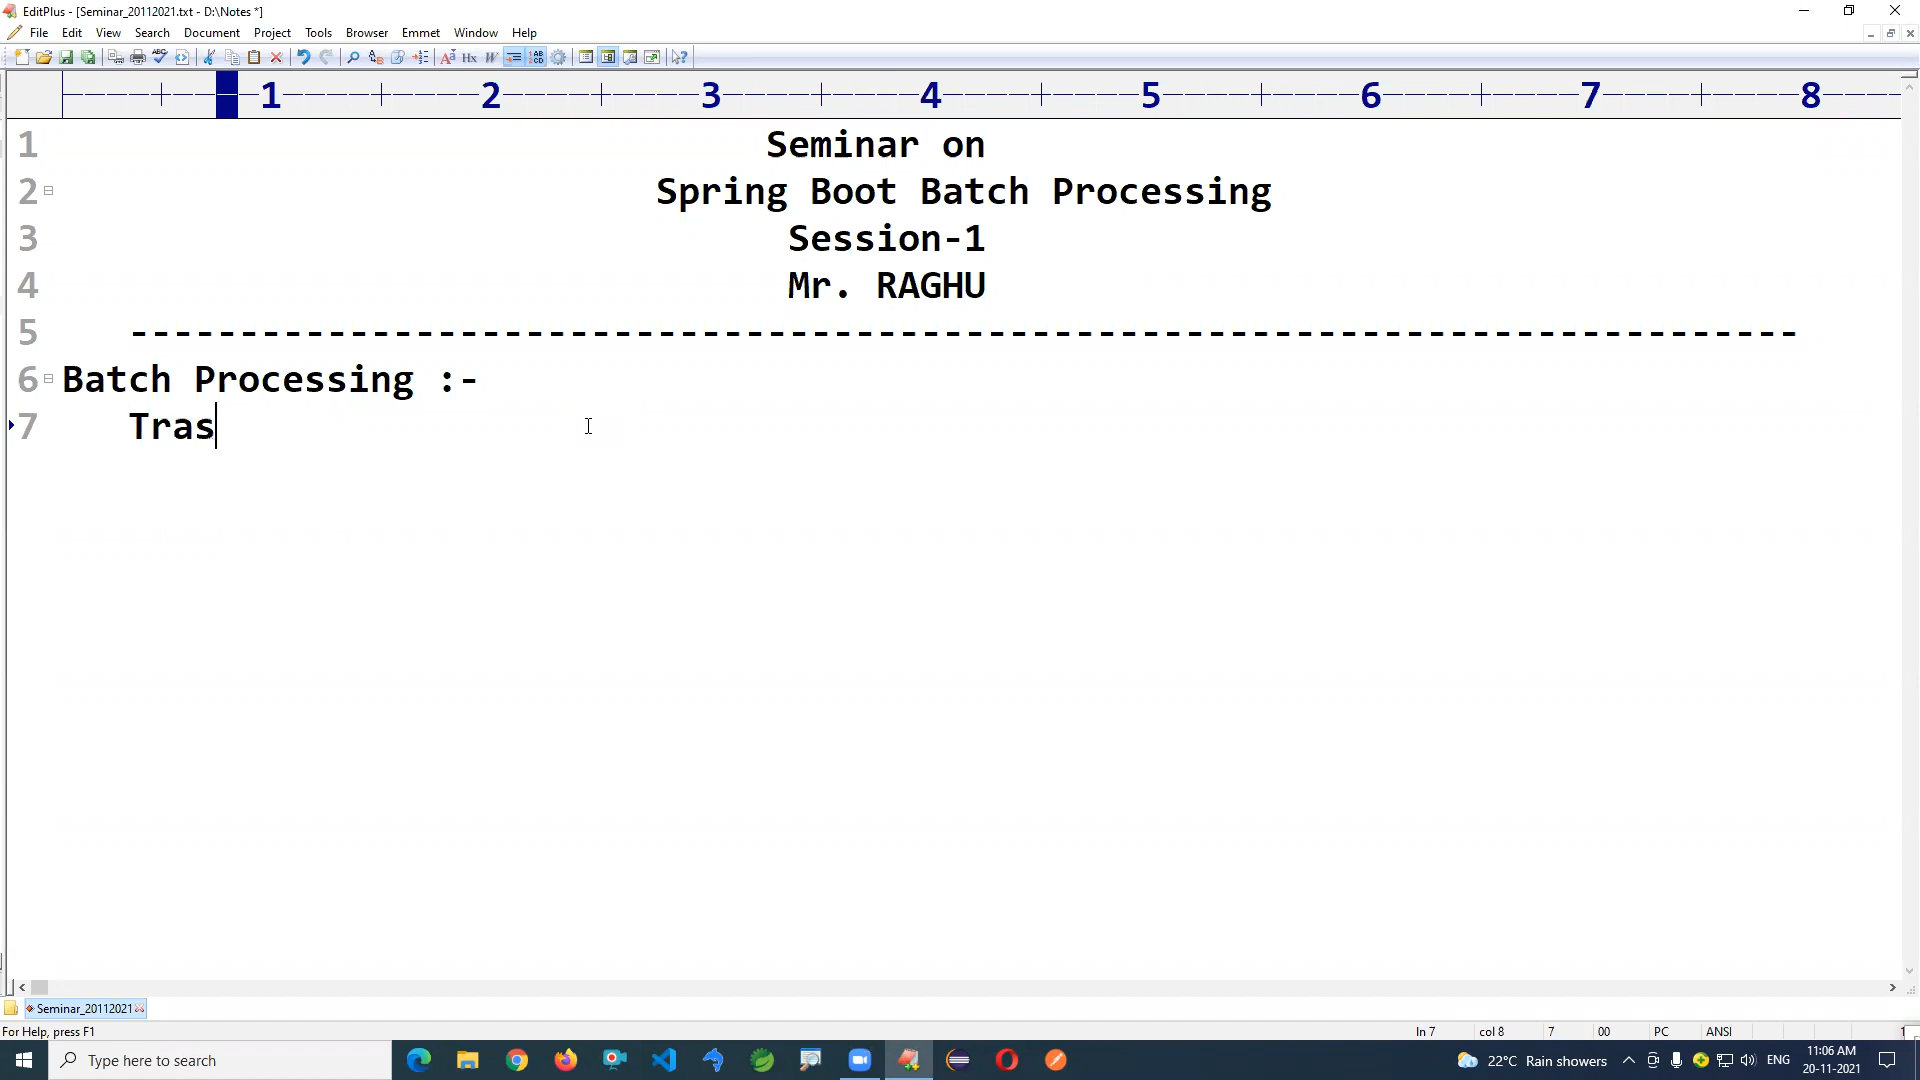 EditPlus - [Seminar_20112021.txt - D:\Notes *]
File Edit View Search Document Project Tools Browser Emmet Window Help
1 2 3 4 5 6 7 8
1 Seminar on
2 Spring Boot Batch Processing
3 Session-1
4 Mr. RAGHU
5 ----------------------------------------------------------------------------
6 Batch Processing :-
7 Tras
Seminar_20112021
For Help, press F1 ln 7 col 8 7 00 PC ANSI
Type here to search 22°C Rain showers ENG 11:06 AM
20-11-2021